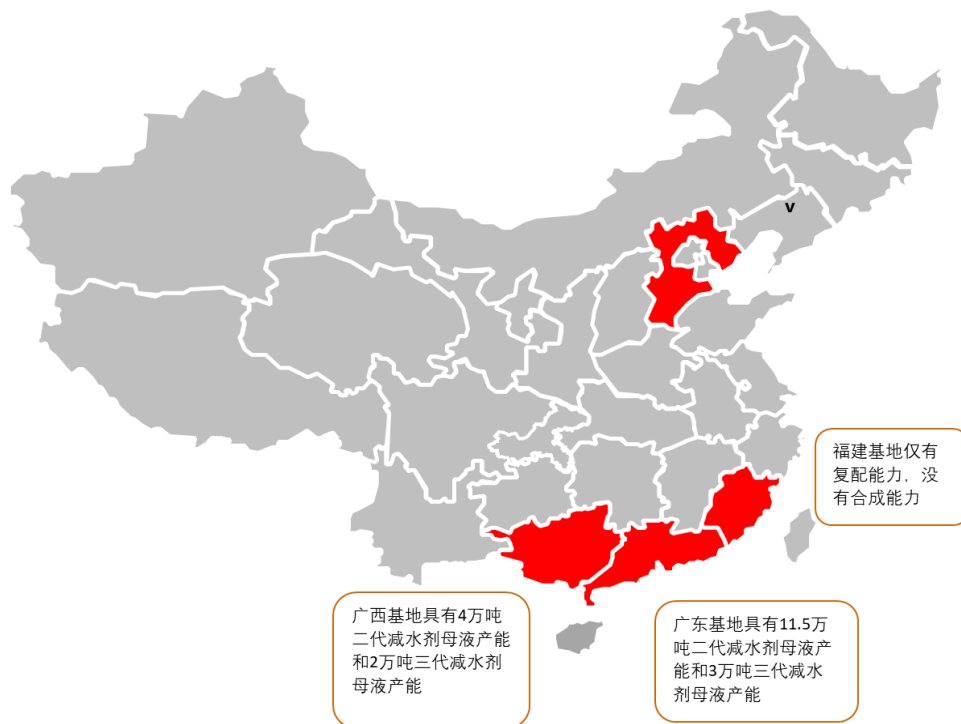 v
福建基地仅有
复配能力，没
有合成能力
广西基地具有4万吨
二代减水剂母液产能
和2万吨三代减水剂
母液产能
广东基地具有11.5万
吨二代减水剂母液产
能和3万吨三代减水
剂母液产能